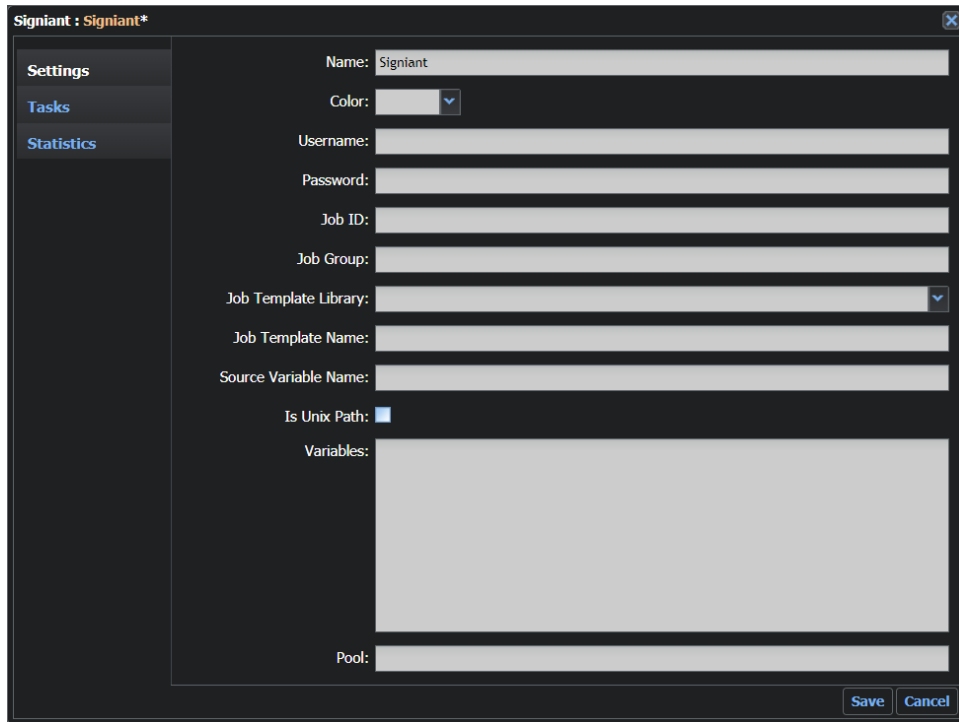 Signiant : Signiant*
Settings
Tasks
Statistics
Name: Signiant
Color:
Username:
Password:
Job ID:
Job Group:
Job Template Library:
Job Template Name:
Source Variable Name:
Is Unix Path:
Variables:
Pool:
Save Cancel